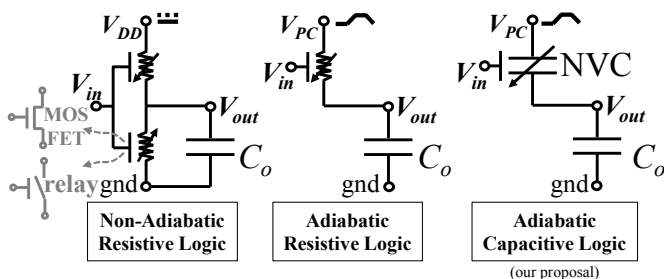 V_DD
V_in
MOS
FET
relay
V_out
C_o
gnd
Non-Adiabatic
Resistive Logic
V_PC
V_in
V_out
C_o
gnd
Adiabatic
Resistive Logic
V_PC
V_in
NVC
V_out
C_o
gnd
Adiabatic
Capacitive Logic
(our proposal)